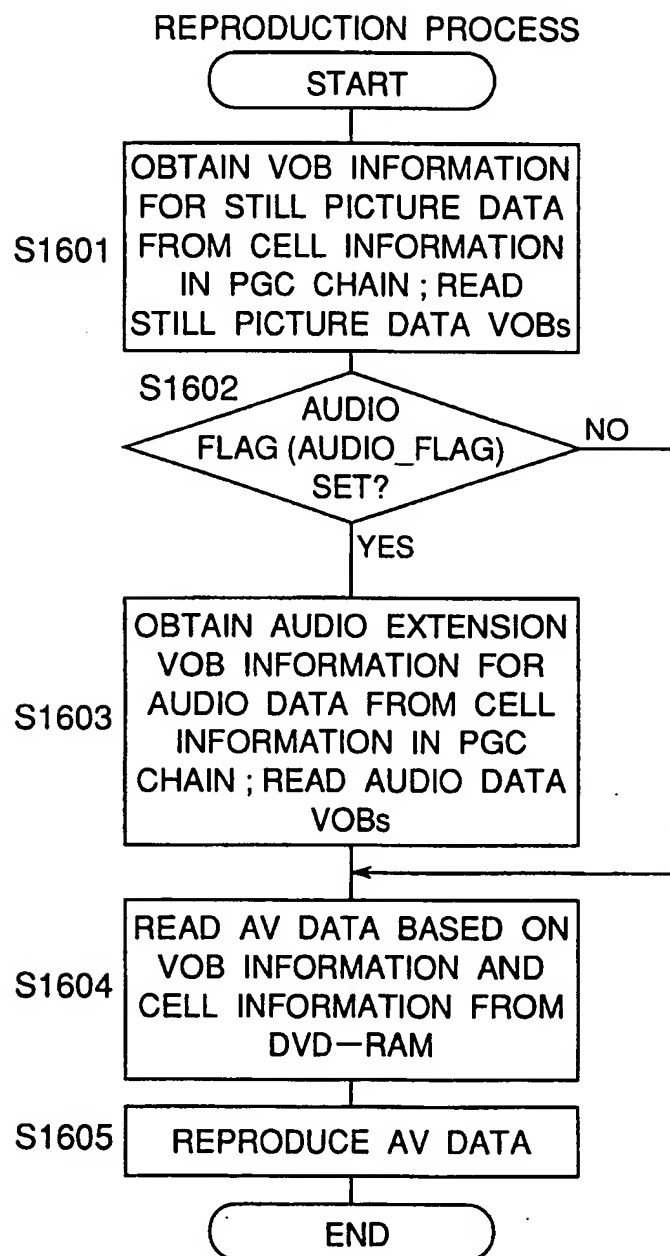 REPRODUCTION PROCESS
START
OBTAIN VOB INFORMATION
FOR STILL PICTURE DATA
FROM CELL INFORMATION
IN PGC CHAIN ; READ
STILL PICTURE DATA VOBs
S1601
S1602
AUDIO
FLAG (AUDIO_FLAG)
SET?
NO
YES
OBTAIN AUDIO EXTENSION
VOB INFORMATION FOR
AUDIO DATA FROM CELL
INFORMATION IN PGC
CHAIN ; READ AUDIO DATA
VOBs
S1603
READ AV DATA BASED ON
VOB INFORMATION AND
CELL INFORMATION FROM
DVD-RAM
S1604
S1605
REPRODUCE AV DATA
END